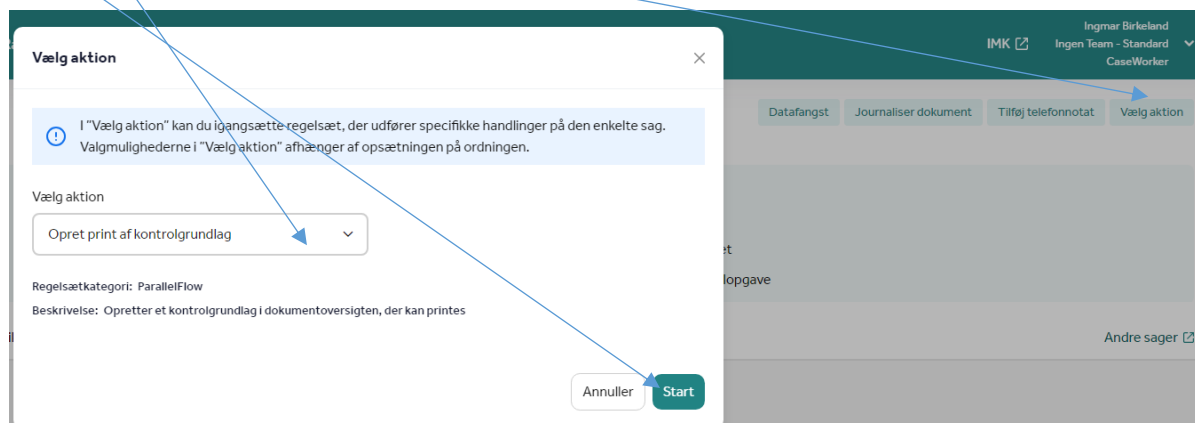 Ingmar Birkeland
IMK Ingen Team - Standard
CaseWorker
Vælg aktion
Datafangst Journaliser dokument Tilføj telefonnotat Vælg aktion
I "Vælg aktion" kan du igangsætte regelsæt, der udfører specifikke handlinger på den enkelte sag.
Valgmulighederne i "Vælg aktion" afhænger af opsætningen på ordningen.
Vælg aktion
Opret print af kontrolgrundlag
et
lopgave
Regelsætkategori: ParallelFlow
Beskrivelse: Opretter et kontrolgrundlag i dokumentoversigten, der kan printes
Andre sager
Annuller Start